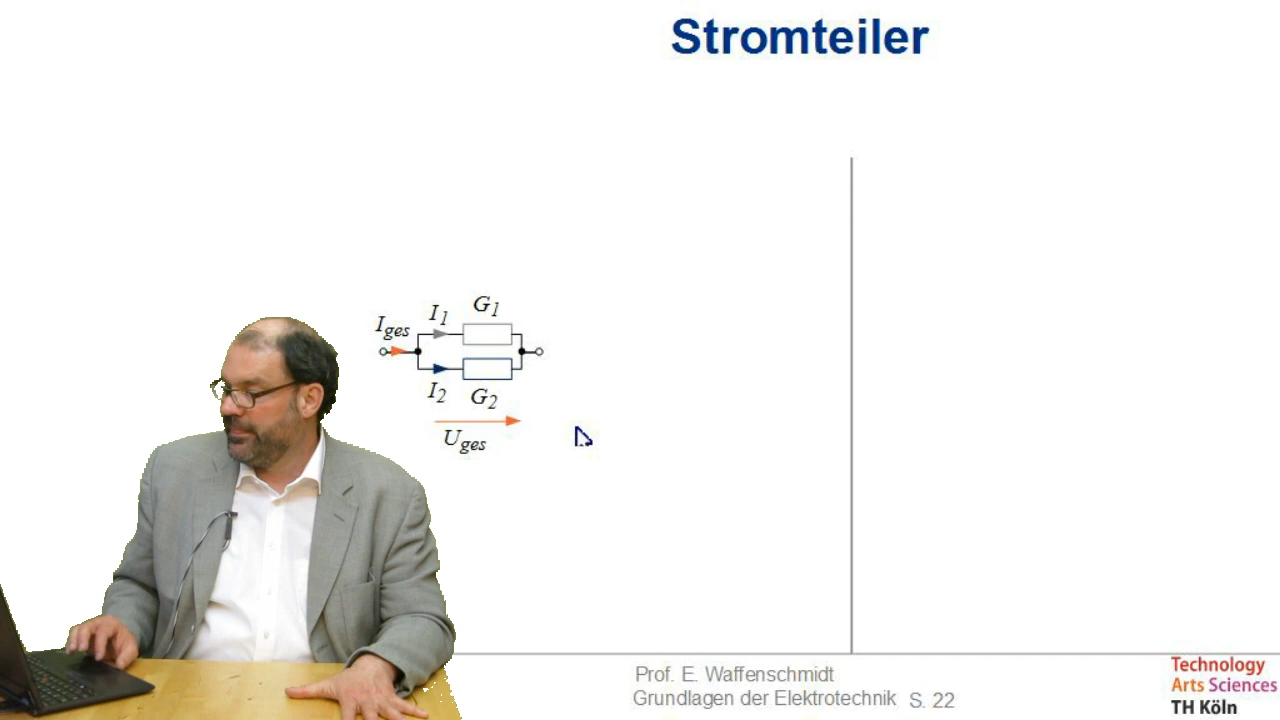 Stromteiler
I1
G1
Iges
I2
G2
Uges
Prof. E. Waffenschmidt
Grundlagen der Elektrotechnik S. 22
Technology
Arts Sciences
TH Köln